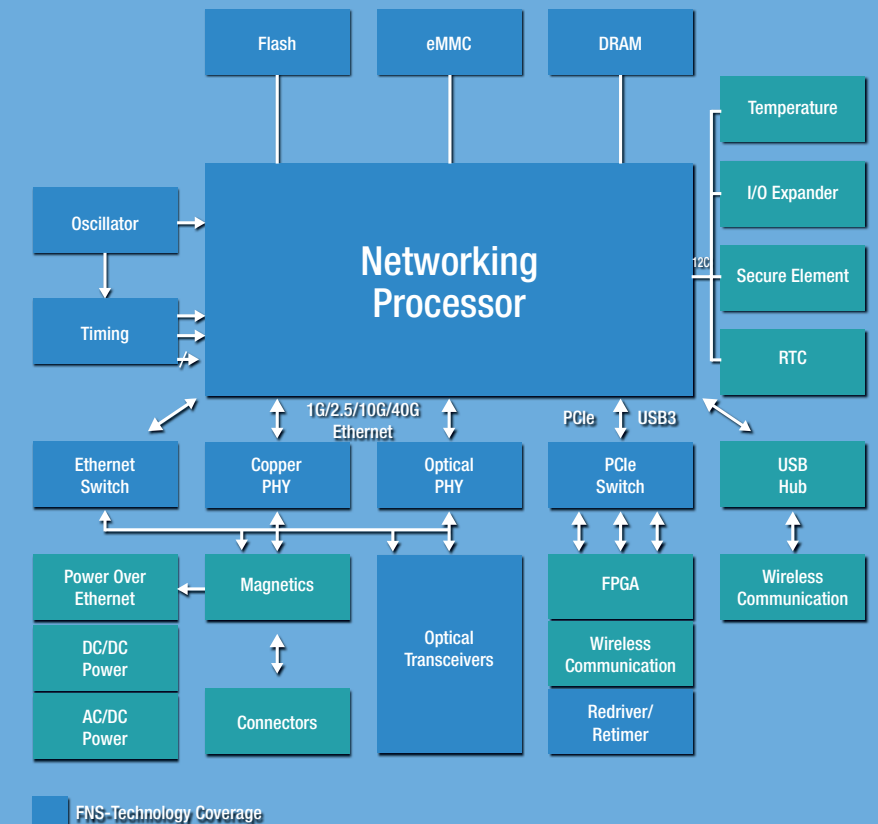 Flash
eMMC
DRAM
Temperature
I/O Expander
Oscillator
Networking
Processor
12C
Secure Element
Timing
RTC
1G/2.5/10G/40G
Ethernet
PCIe
USB3
Ethernet
Switch
Copper
PHY
Optical
PHY
PCIe
Switch
USB
Hub
Power Over
Ethernet
Magnetics
Optical
Transceivers
FPGA
Wireless
Communication
DC/DC
Power
Wireless
Communication
AC/DC
Power
Connectors
Redriver/
Retimer
FNS-Technology Coverage